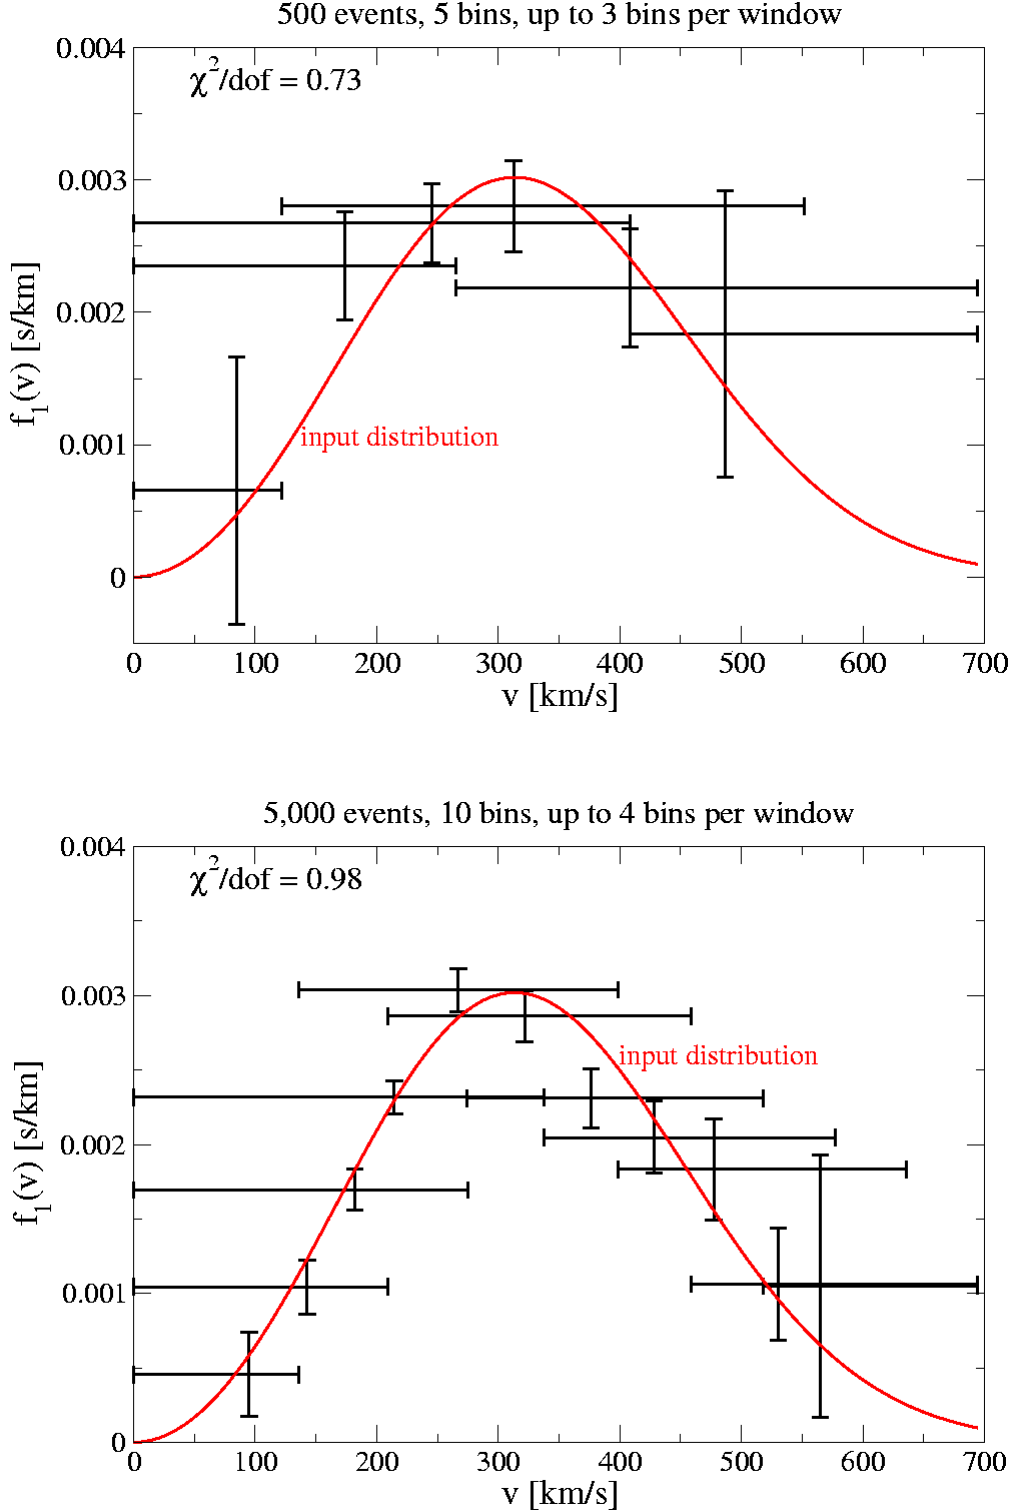 500 events, 5 bins, up to 3 bins per window
χ²/dof = 0.73
0.004
0.003
0.002
0.001
0
f₁(v) [s/km]
input distribution
0 100 200 300 400 500 600 700
v [km/s]
5,000 events, 10 bins, up to 4 bins per window
χ²/dof = 0.98
0.004
0.003
0.002
0.001
0
f₁(v) [s/km]
input distribution
0 100 200 300 400 500 600 700
v [km/s]